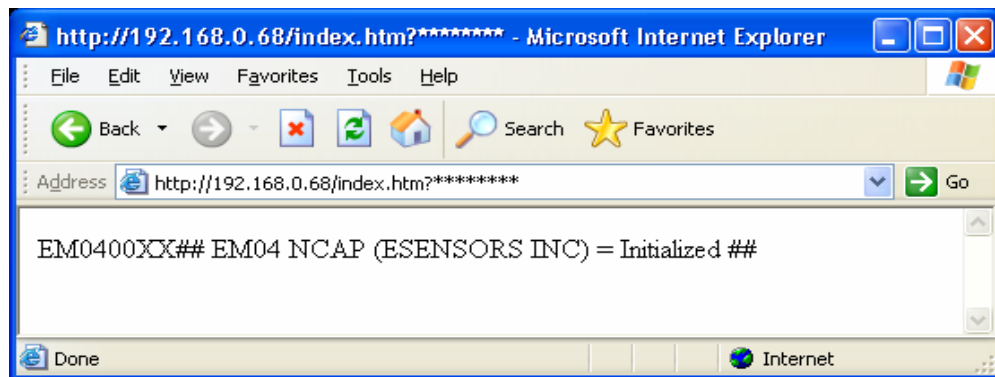 http://192.168.0.68/index.htm?******** - Microsoft Internet Explorer
File Edit View Favorites Tools Help
Back Search Favorites
Address http://192.168.0.68/index.htm?******** Go
EM0400XX## EM04 NCAP (ESENSORS INC) = Initialized ##
Done Internet